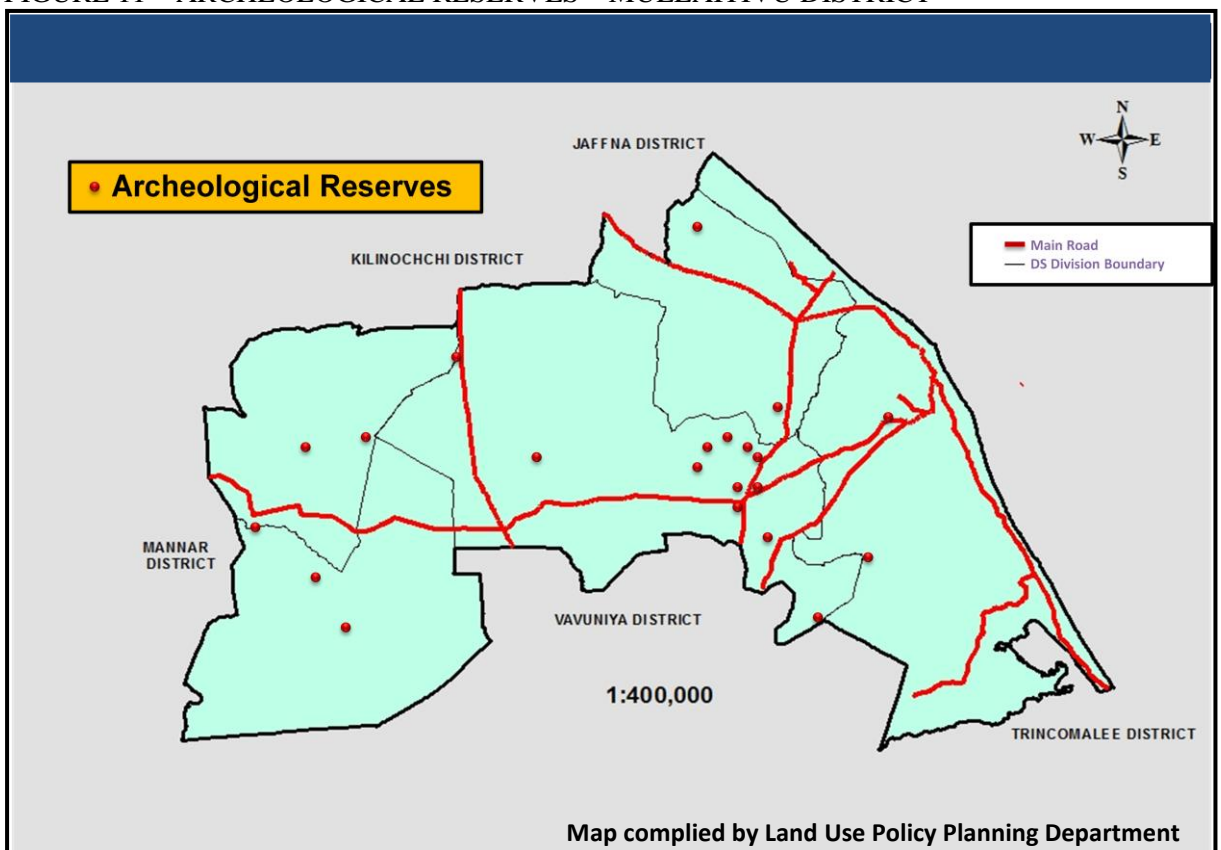 N
W E
S
JAFFNA DISTRICT
Archeological Reserves
Main Road
DS Division Boundary
KILINOCHCHI DISTRICT
MANNAR
DISTRICT
VAVUNIYA DISTRICT
1:400,000
TRINCOMALEE DISTRICT
Map complied by Land Use Policy Planning Department